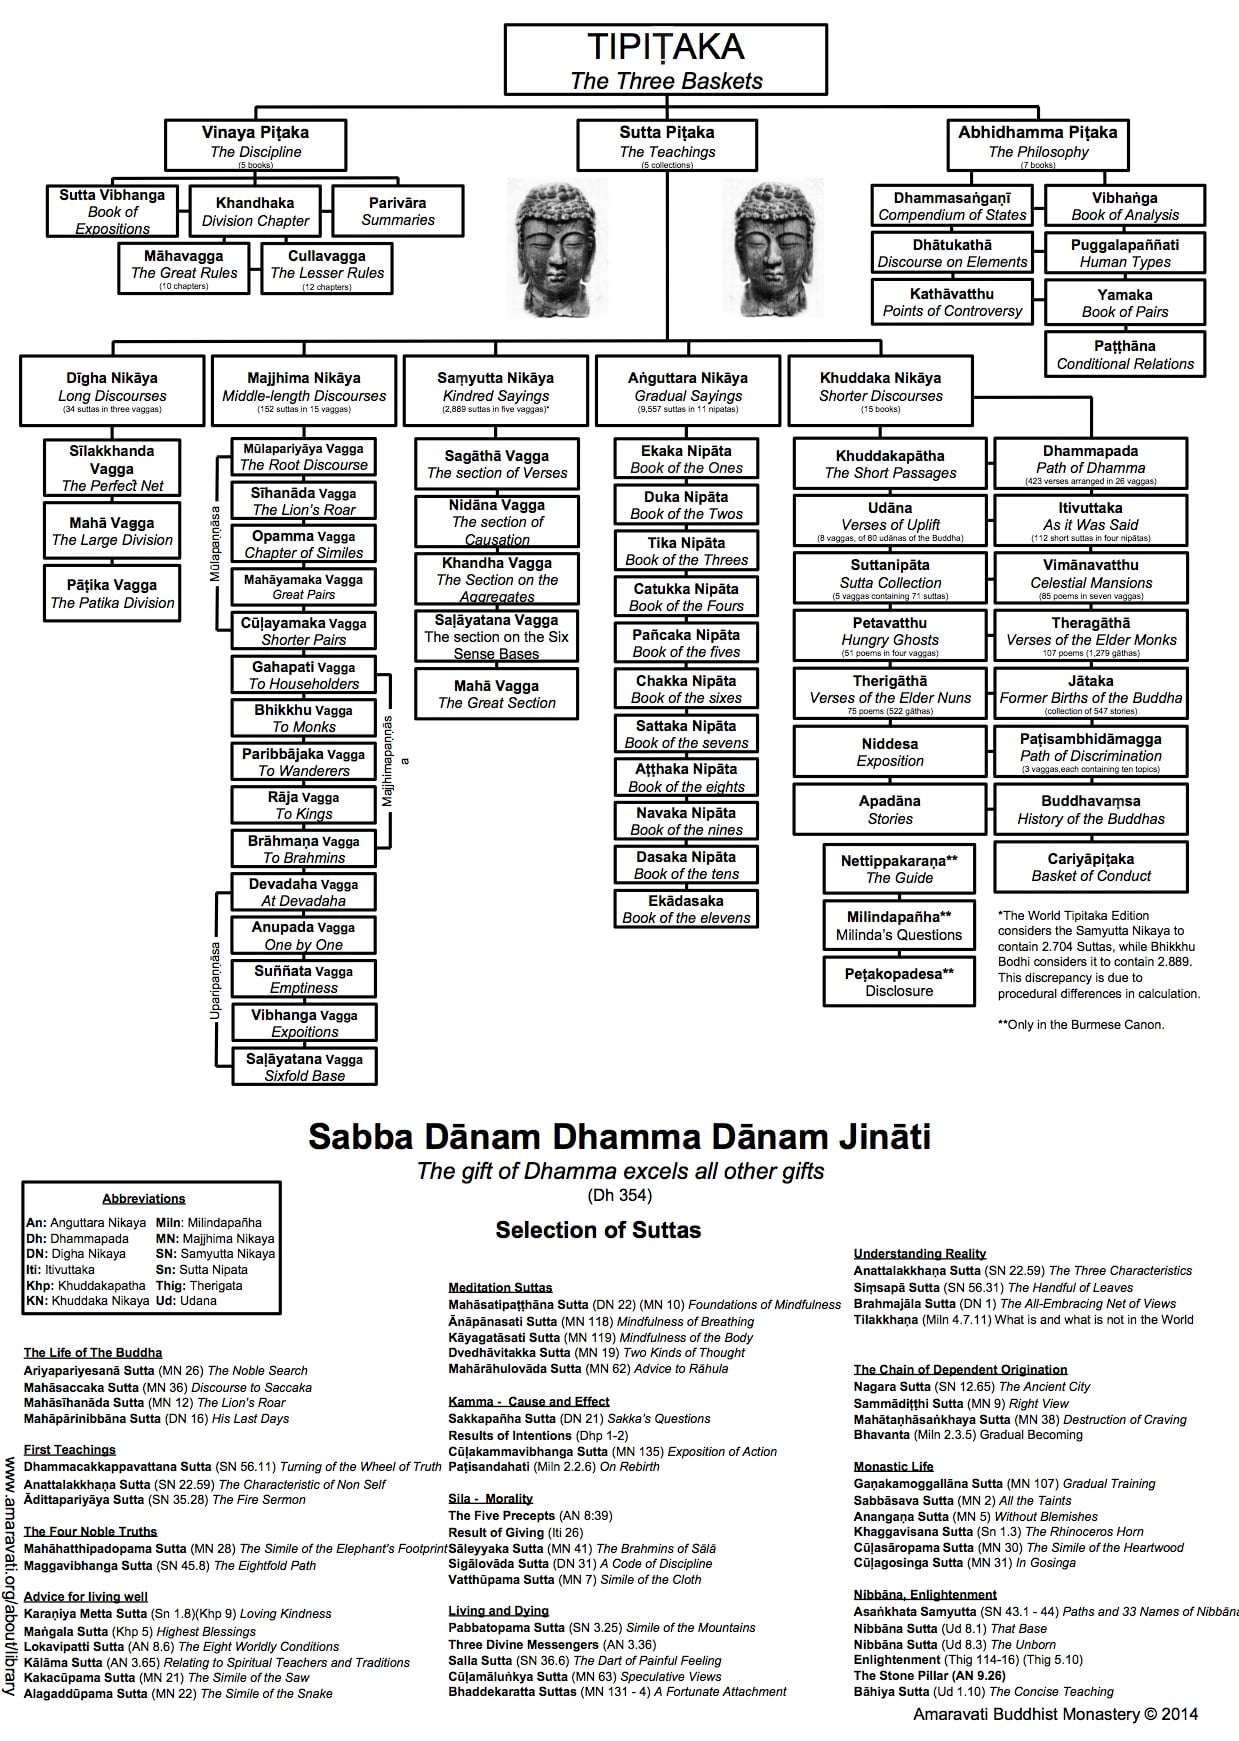 TIPIṬAKA
The Three Baskets
Vinaya Piṭaka
The Discipline
(5 books)
Sutta Piṭaka
The Teachings
(5 collections)
Abhidhamma Piṭaka
The Philosophy
(7 books)
Sutta Vibhanga
Book of
Expositions
Khandhaka
Division Chapter
Parivāra
Summaries
Māhavagga
The Great Rules
(10 chapters)
Cullavagga
The Lesser Rules
(12 chapters)
Dhammasaṅgaṇī
Compendium of States
Vibhaṅga
Book of Analysis
Dhātukathā
Discourse on Elements
Puggalapaññati
Human Types
Kathāvatthu
Points of Controversy
Yamaka
Book of Pairs
Paṭṭhāna
Conditional Relations
Dīgha Nikāya
Long Discourses
(34 suttas in three vaggas)
Majjhima Nikāya
Middle-length Discourses
(152 suttas in 15 vaggas)
Saṃyutta Nikāya
Kindred Sayings
(2,889 suttas in five vaggas)*
Aṅguttara Nikāya
Gradual Sayings
(9,557 suttas in 11 nipatas)
Khuddaka Nikāya
Shorter Discourses
(15 books)
Sīlakkhanda
Vagga
The Perfect Net
Mahā Vagga
The Large Division
Pāṭika Vagga
The Patika Division
Mūlapaṇṇāsa
Mūlapariyāya Vagga
The Root Discourse
Sīhanāda Vagga
The Lion's Roar
Opamma Vagga
Chapter of Similes
Mahāyamaka Vagga
Great Pairs
Cūḷayamaka Vagga
Shorter Pairs
Majjhimapaṇṇās
a
Gahapati Vagga
To Householders
Bhikkhu Vagga
To Monks
Paribbājaka Vagga
To Wanderers
Rāja Vagga
To Kings
Brāhmaṇa Vagga
To Brahmins
Uparipaṇṇāsa
Devadaha Vagga
At Devadaha
Anupada Vagga
One by One
Suññata Vagga
Emptiness
Vibhanga Vagga
Expoitions
Saḷāyatana Vagga
Sixfold Base
Sagāthā Vagga
The section of Verses
Nidāna Vagga
The section of
Causation
Khandha Vagga
The Section on the
Aggregates
Saḷāyatana Vagga
The section on the Six
Sense Bases
Mahā Vagga
The Great Section
Ekaka Nipāta
Book of the Ones
Duka Nipāta
Book of the Twos
Tika Nipāta
Book of the Threes
Catukka Nipāta
Book of the Fours
Pañcaka Nipāta
Book of the fives
Chakka Nipāta
Book of the sixes
Sattaka Nipāta
Book of the sevens
Aṭṭhaka Nipāta
Book of the eights
Navaka Nipāta
Book of the nines
Dasaka Nipāta
Book of the tens
Ekādasaka
Book of the elevens
Khuddakapātha
The Short Passages
Dhammapada
Path of Dhamma
(423 verses arranged in 26 vaggas)
Udāna
Verses of Uplift
(8 vaggas, of 80 udānas of the Buddha)
Itivuttaka
As it Was Said
(112 short suttas in four nipātas)
Suttanipāta
Sutta Collection
(5 vaggas containing 71 suttas)
Vimānavatthu
Celestial Mansions
(85 poems in seven vaggas)
Petavatthu
Hungry Ghosts
(51 poems in four vaggas)
Theragāthā
Verses of the Elder Monks
107 poems (1,279 gāthas)
Therigāthā
Verses of the Elder Nuns
75 poems (522 gāthas)
Jātaka
Former Births of the Buddha
(collection of 547 stories)
Niddesa
Exposition
Paṭisambhidāmagga
Path of Discrimination
(3 vaggas,each containing ten topics)
Apadāna
Stories
Buddhavaṃsa
History of the Buddhas
Nettippakaraṇa**
The Guide
Cariyāpiṭaka
Basket of Conduct
Milindapañha**
Milinda's Questions
Peṭakopadesa**
Disclosure
*The World Tipitaka Edition
considers the Samyutta Nikaya to
contain 2.704 Suttas, while Bhikkhu
Bodhi considers it to contain 2.889.
This discrepancy is due to
procedural differences in calculation.
**Only in the Burmese Canon.
Sabba Dānam Dhamma Dānam Jināti
The gift of Dhamma excels all other gifts
(Dh 354)
Selection of Suttas
Abbreviations
An: Anguttara Nikaya Miln: Milindapañha
Dh: Dhammapada MN: Majjhima Nikaya
DN: Digha Nikaya SN: Samyutta Nikaya
Iti: Itivuttaka Sn: Sutta Nipata
Khp: Khuddakapatha Thig: Therigata
KN: Khuddaka Nikaya Ud: Udana
The Life of The Buddha
Ariyapariyesanā Sutta (MN 26) The Noble Search
Mahāsaccaka Sutta (MN 36) Discourse to Saccaka
Mahāsīhanāda Sutta (MN 12) The Lion's Roar
Mahāpārinibbāna Sutta (DN 16) His Last Days
First Teachings
Dhammacakkappavattana Sutta (SN 56.11) Turning of the Wheel of Truth
Anattalakkhaṇa Sutta (SN 22.59) The Characteristic of Non Self
Ādittapariyāya Sutta (SN 35.28) The Fire Sermon
The Four Noble Truths
Mahāhatthipadopama Sutta (MN 28) The Simile of the Elephant's Footprint
Maggavibhanga Sutta (SN 45.8) The Eightfold Path
Advice for living well
Karaṇiya Metta Sutta (Sn 1.8)(Khp 9) Loving Kindness
Maṅgala Sutta (Khp 5) Highest Blessings
Lokavipatti Sutta (AN 8.6) The Eight Worldly Conditions
Kālāma Sutta (AN 3.65) Relating to Spiritual Teachers and Traditions
Kakacūpama Sutta (MN 21) The Simile of the Saw
Alagaddūpama Sutta (MN 22) The Simile of the Snake
Meditation Suttas
Mahāsatipaṭṭhāna Sutta (DN 22) (MN 10) Foundations of Mindfulness
Ānāpānasati Sutta (MN 118) Mindfulness of Breathing
Kāyagatāsati Sutta (MN 119) Mindfulness of the Body
Dvedhāvitakka Sutta (MN 19) Two Kinds of Thought
Mahārāhulovāda Sutta (MN 62) Advice to Rāhula
Kamma - Cause and Effect
Sakkapañha Sutta (DN 21) Sakka's Questions
Results of Intentions (Dhp 1-2)
Cūḷakammavibhanga Sutta (MN 135) Exposition of Action
Paṭisandahati (Miln 2.2.6) On Rebirth
Sila - Morality
The Five Precepts (AN 8:39)
Result of Giving (Iti 26)
Sāleyyaka Sutta (MN 41) The Brahmins of Sālā
Sigālovāda Sutta (DN 31) A Code of Discipline
Vatthūpama Sutta (MN 7) Simile of the Cloth
Living and Dying
Pabbatopama Sutta (SN 3.25) Simile of the Mountains
Three Divine Messengers (AN 3.36)
Salla Sutta (SN 36.6) The Dart of Painful Feeling
Cūḷamāluṅkya Sutta (MN 63) Speculative Views
Bhaddekaratta Suttas (MN 131 - 4) A Fortunate Attachment
Understanding Reality
Anattalakkhaṇa Sutta (SN 22.59) The Three Characteristics
Siṃsapā Sutta (SN 56.31) The Handful of Leaves
Brahmajāla Sutta (DN 1) The All-Embracing Net of Views
Tilakkhaṇa (Miln 4.7.11) What is and what is not in the World
The Chain of Dependent Origination
Nagara Sutta (SN 12.65) The Ancient City
Sammādiṭṭhi Sutta (MN 9) Right View
Mahātaṇhāsaṅkhaya Sutta (MN 38) Destruction of Craving
Bhavanta (Miln 2.3.5) Gradual Becoming
Monastic Life
Gaṇakamoggallāna Sutta (MN 107) Gradual Training
Sabbāsava Sutta (MN 2) All the Taints
Anangaṇa Sutta (MN 5) Without Blemishes
Khaggavisana Sutta (Sn 1.3) The Rhinoceros Horn
Cūḷasāropama Sutta (MN 30) The Simile of the Heartwood
Cūḷagosinga Sutta (MN 31) In Gosinga
Nibbāna, Enlightenment
Asaṅkhata Samyutta (SN 43.1 - 44) Paths and 33 Names of Nibbāna
Nibbāna Sutta (Ud 8.1) That Base
Nibbāna Sutta (Ud 8.3) The Unborn
Enlightenment (Thig 114-16) (Thig 5.10)
The Stone Pillar (AN 9.26)
Bāhiya Sutta (Ud 1.10) The Concise Teaching
Amaravati Buddhist Monastery © 2014
www.amaravati.org/about/library